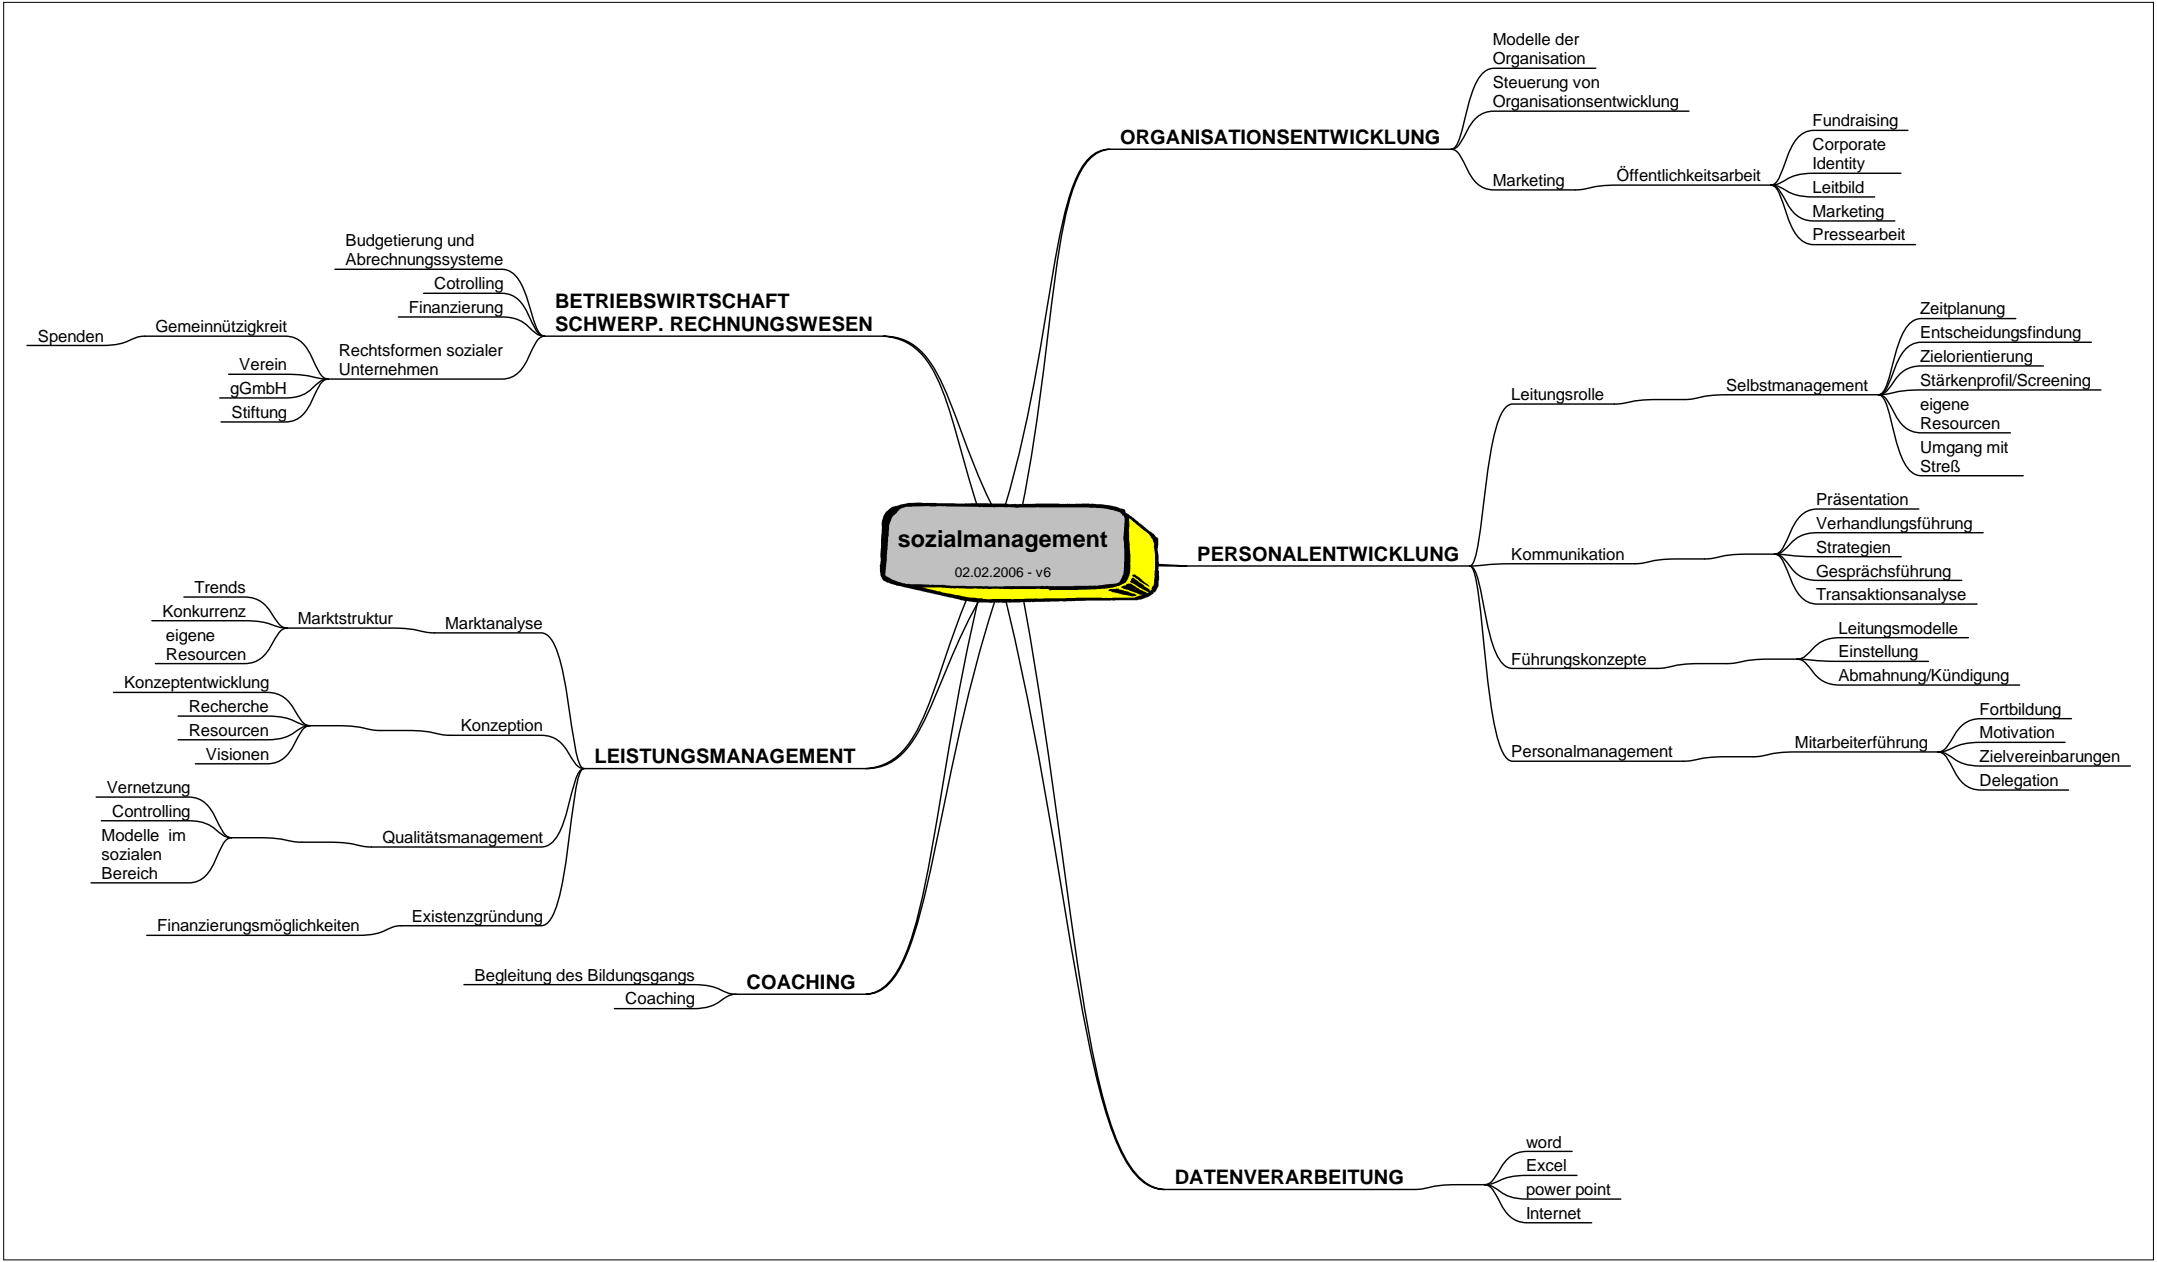 sozialmanagement
02.02.2006 - v6
ORGANISATIONSENTWICKLUNG
Modelle der
Organisation
Steuerung von
Organisationsentwicklung
Marketing
Öffentlichkeitsarbeit
Fundraising
Corporate
Identity
Leitbild
Marketing
Pressearbeit
PERSONALENTWICKLUNG
Leitungsrolle
Selbstmanagement
Zeitplanung
Entscheidungsfindung
Zielorientierung
Stärkenprofil/Screening
eigene
Resourcen
Umgang mit
Streß
Kommunikation
Präsentation
Verhandlungsführung
Strategien
Gesprächsführung
Transaktionsanalyse
Führungskonzepte
Leitungsmodelle
Einstellung
Abmahnung/Kündigung
Personalmanagement
Mitarbeiterführung
Fortbildung
Motivation
Zielvereinbarungen
Delegation
DATENVERARBEITUNG
word
Excel
power point
Internet
BETRIEBSWIRTSCHAFT
SCHWERP. RECHNUNGSWESEN
Budgetierung und
Abrechnungssysteme
Cotrolling
Finanzierung
Rechtsformen sozialer
Unternehmen
Gemeinnützigkreit
Spenden
Verein
gGmbH
Stiftung
LEISTUNGSMANAGEMENT
Marktanalyse
Marktstruktur
Trends
Konkurrenz
eigene
Resourcen
Konzeption
Konzeptentwicklung
Recherche
Resourcen
Visionen
Qualitätsmanagement
Vernetzung
Controlling
Modelle im
sozialen
Bereich
Existenzgründung
Finanzierungsmöglichkeiten
COACHING
Begleitung des Bildungsgangs
Coaching